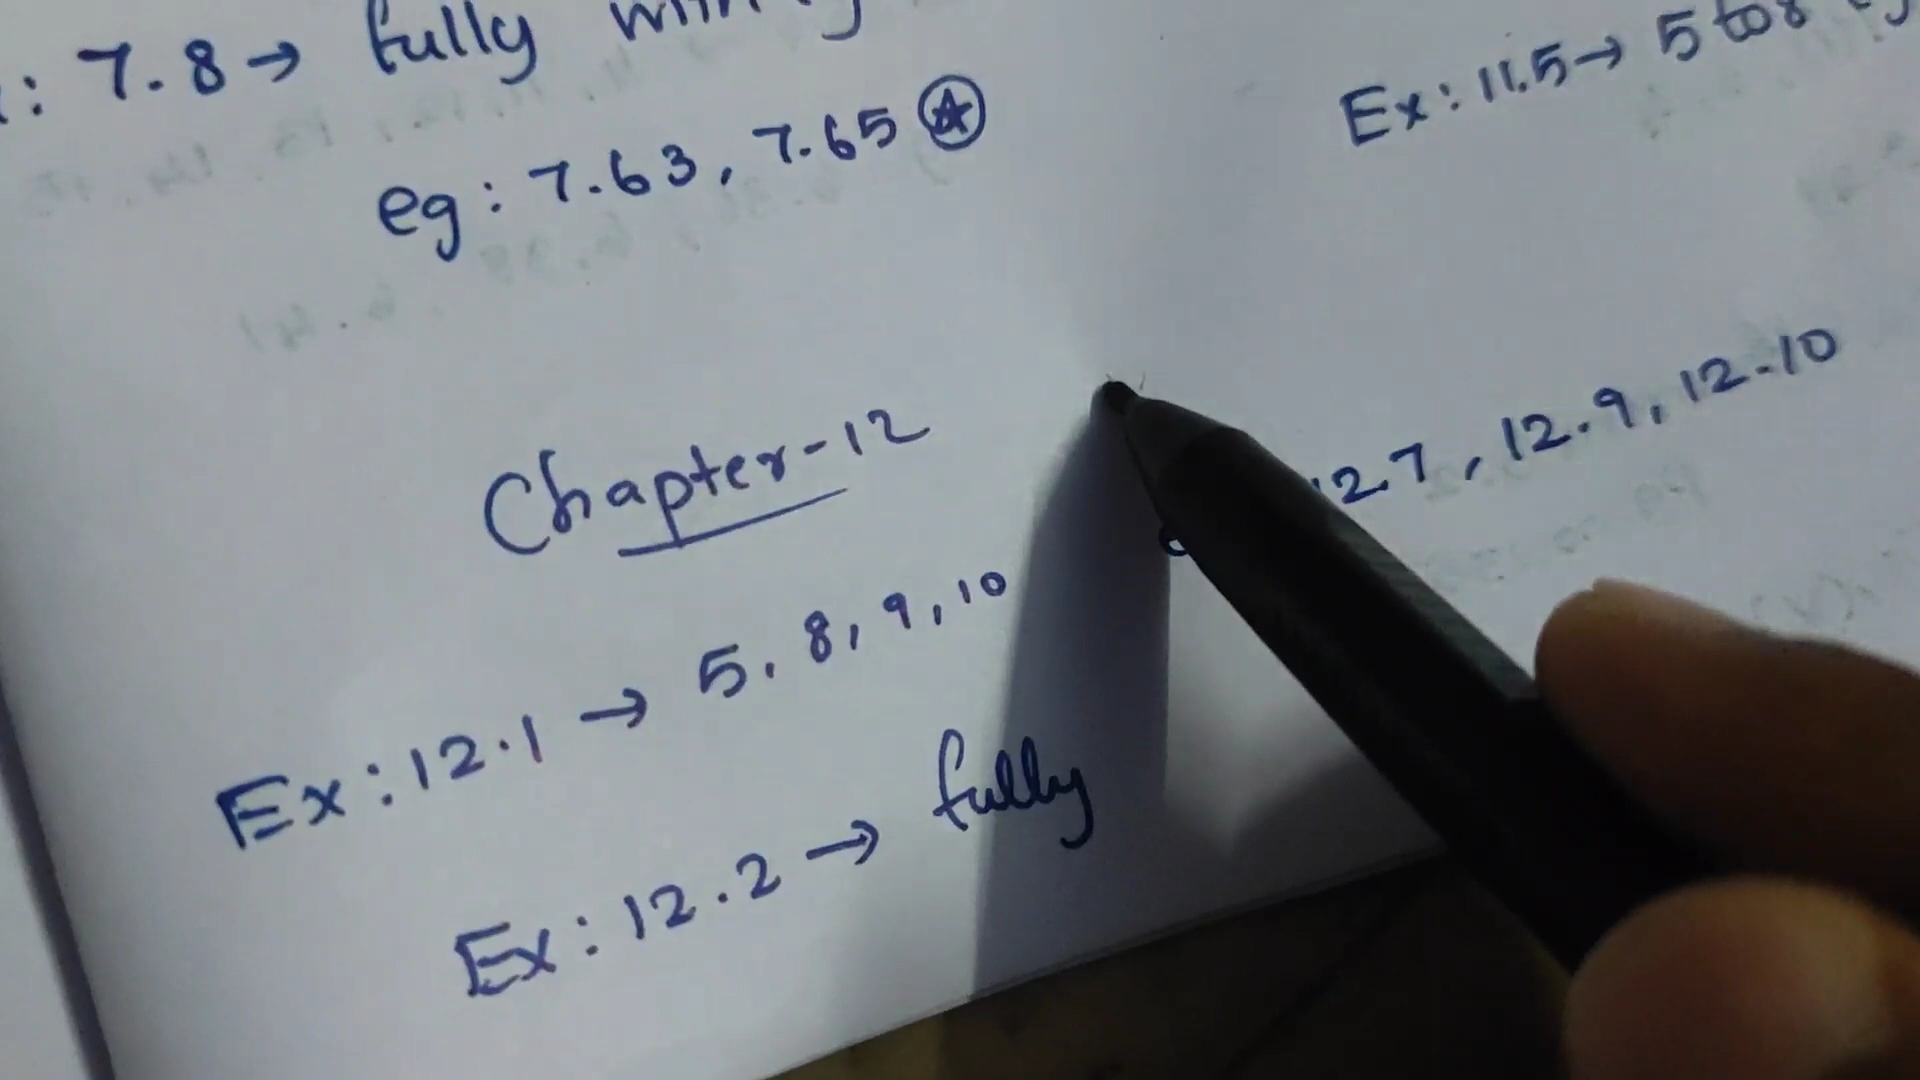 : 7.8 → fully
eg: 7.63, 7.65
Ex: 11.5 → 5 to 8
Chapter-12
12.7, 12.9, 12.10
Ex: 12.1 → 5, 8, 9, 10
Ex: 12.2 → fully